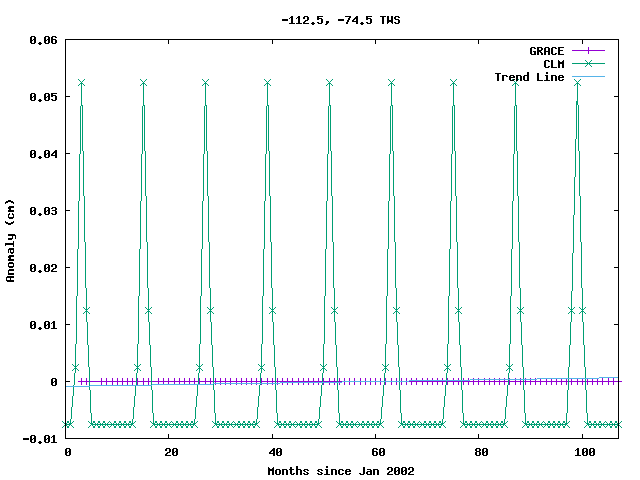 -112.5, -74.5 TWS
GRACE
CLM
Trend Line
0.06
0.05
0.04
0.03
0.02
0.01
0
-0.01
Anomaly (cm)
0 20 40 60 80 100
Months since Jan 2002